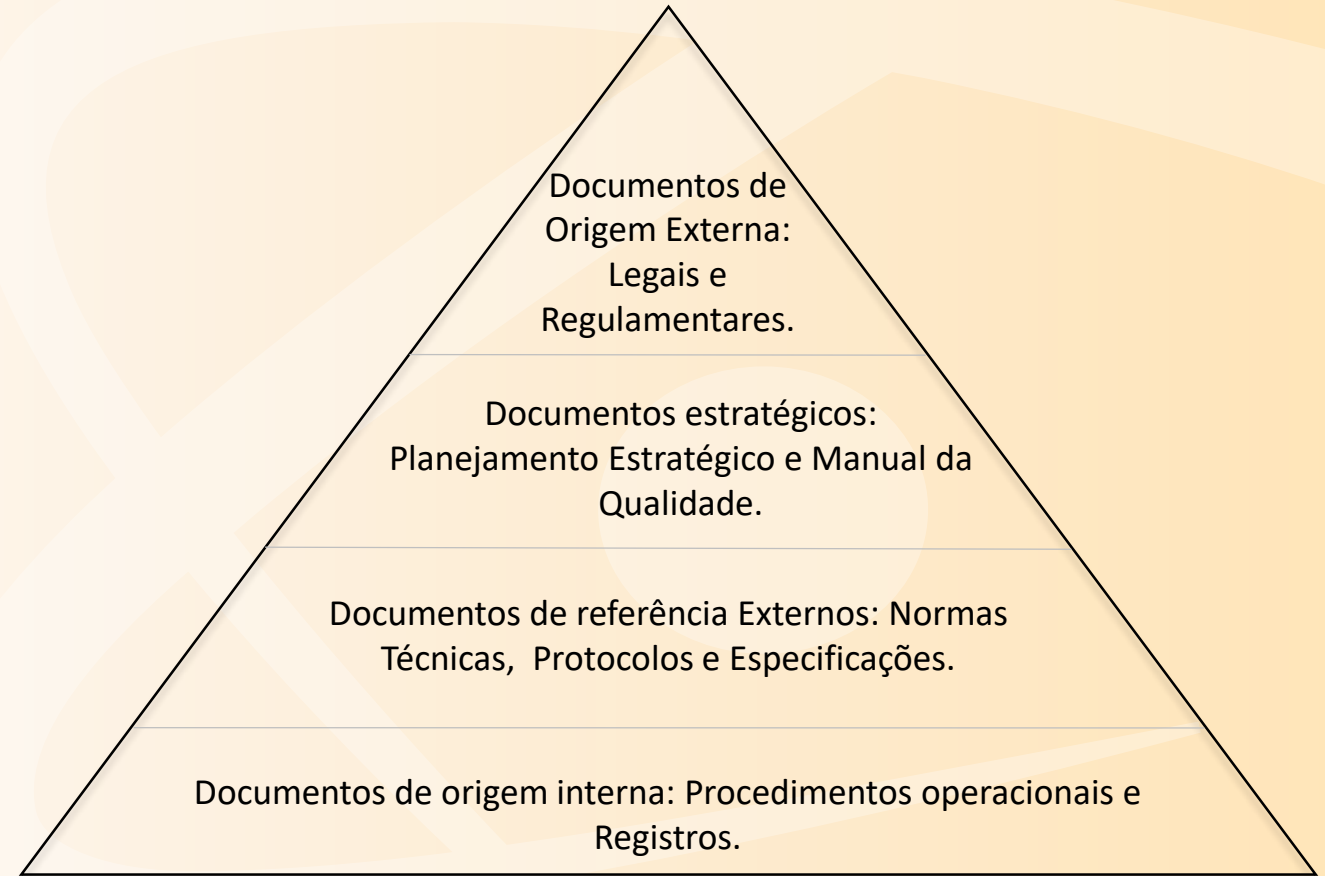 Documentos de
Origem Externa:
Legais e
Regulamentares.
Documentos estratégicos:
Planejamento Estratégico e Manual da
Qualidade.
Documentos de referência Externos: Normas
Técnicas,  Protocolos e Especificações.
Documentos de origem interna: Procedimentos operacionais e
Registros.